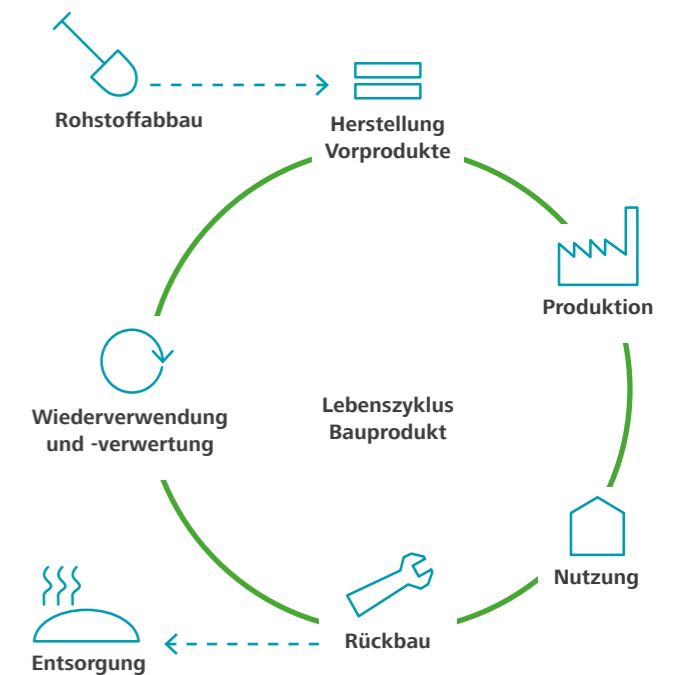 Rohstoffabbau
Herstellung
Vorprodukte
Produktion
Wiederverwendung
und -verwertung
Lebenszyklus
Bauprodukt
Nutzung
Rückbau
Entsorgung